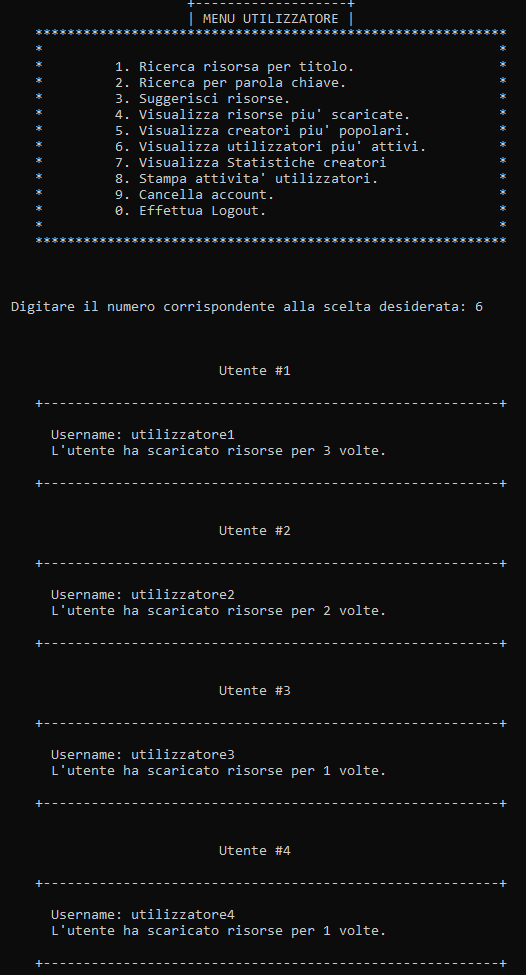 MENU UTILIZZATORE
1. Ricerca risorsa per titolo.
2. Ricerca per parola chiave.
3. Suggerisci risorse.
4. Visualizza risorse piu' scaricate.
5. Visualizza creatori piu' popolari.
6. Visualizza utilizzatori piu' attivi.
7. Visualizza Statistiche creatori
8. Stampa attivita' utilizzatori.
9. Cancella account.
0. Effettua Logout.
Digitare il numero corrispondente alla scelta desiderata: 6
Utente #1
Username: utilizzatore1
L'utente ha scaricato risorse per 3 volte.
Utente #2
Username: utilizzatore2
L'utente ha scaricato risorse per 2 volte.
Utente #3
Username: utilizzatore3
L'utente ha scaricato risorse per 1 volte.
Utente #4
Username: utilizzatore4
L'utente ha scaricato risorse per 1 volte.